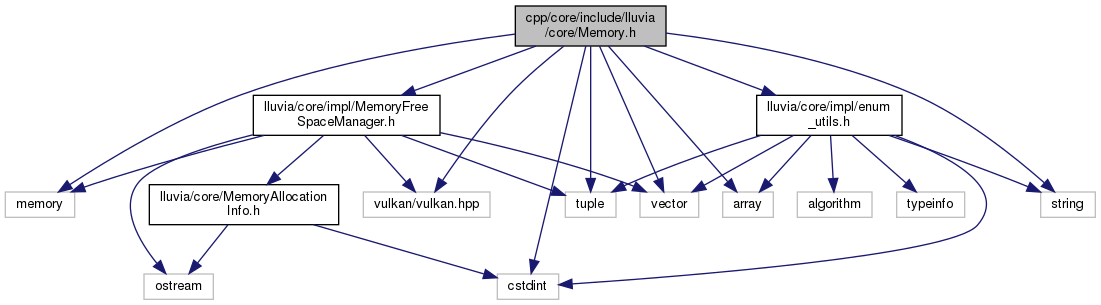 cpp/core/include/lluvia
/core/Memory.h
lluvia/core/impl/MemoryFree
SpaceManager.h
lluvia/core/impl/enum
_utils.h
memory
lluvia/core/MemoryAllocation
Info.h
vulkan/vulkan.hpp
tuple
vector
array
algorithm
typeinfo
string
ostream
cstdint